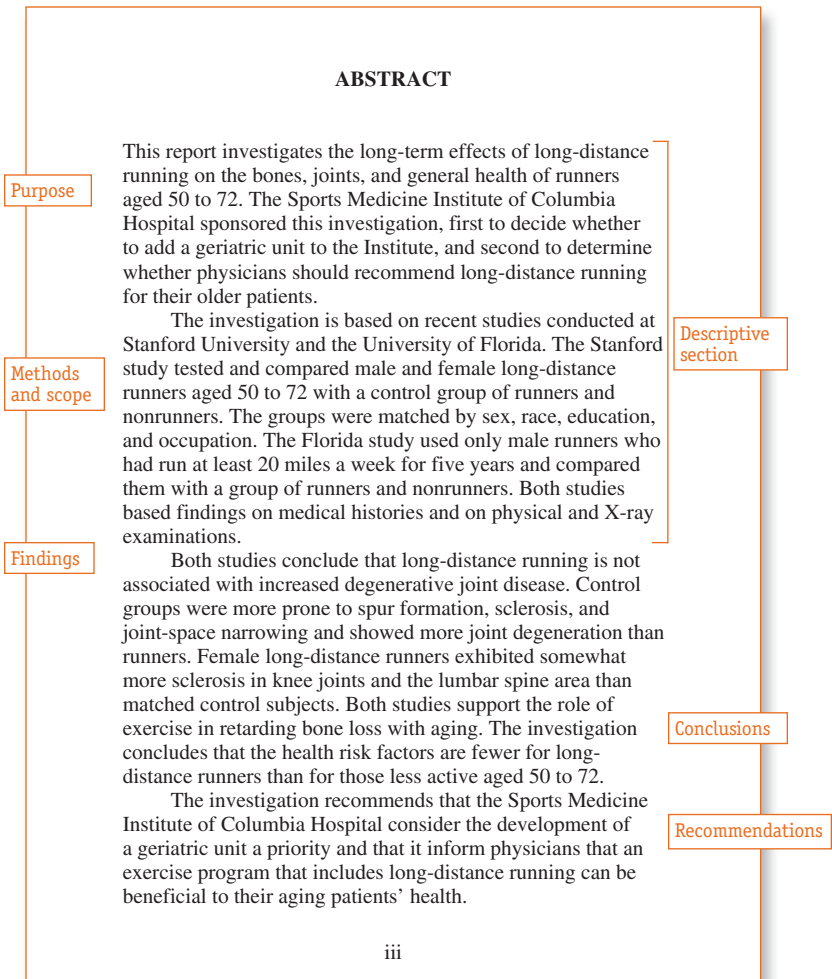 ABSTRACT
This report investigates the long-term effects of long-distance
running on the bones, joints, and general health of runners
Purpose
aged 50 to 72. The Sports Medicine Institute of Columbia
Hospital sponsored this investigation, first to decide whether
to add a geriatric unit to the Institute, and second to determine
whether physicians should recommend long-distance running
for their older patients.
The investigation is based on recent studies conducted at
Descriptive
section
Stanford University and the University of Florida. The Stanford
Methods
and scope
study tested and compared male and female long-distance
runners aged 50 to 72 with a control group of runners and
nonrunners. The groups were matched by sex, race, education,
and occupation. The Florida study used only male runners who
had run at least 20 miles a week for five years and compared
them with a group of runners and nonrunners. Both studies
based findings on medical histories and on physical and X-ray
examinations.
Findings
Both studies conclude that long-distance running is not
associated with increased degenerative joint disease. Control
groups were more prone to spur formation, sclerosis, and
joint-space narrowing and showed more joint degeneration than
runners. Female long-distance runners exhibited somewhat
more sclerosis in knee joints and the lumbar spine area than
matched control subjects. Both studies support the role of
exercise in retarding bone loss with aging. The investigation
Conclusions
concludes that the health risk factors are fewer for long-
distance runners than for those less active aged 50 to 72.
The investigation recommends that the Sports Medicine
Institute of Columbia Hospital consider the development of
Recommendations
a geriatric unit a priority and that it inform physicians that an
exercise program that includes long-distance running can be
beneficial to their aging patients' health.
iii